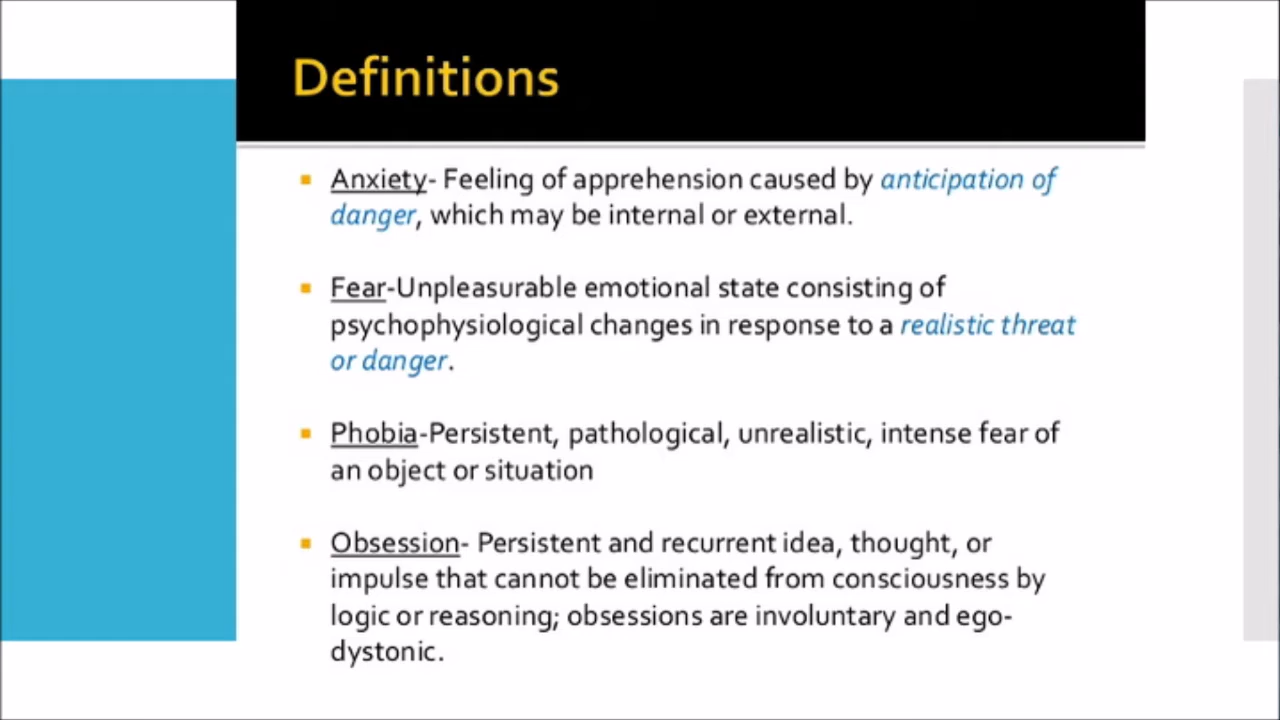 Definitions
Anxiety- Feeling of apprehension caused by anticipation of
danger, which may be internal or external.
Fear-Unpleasurable emotional state consisting of
psychophysiological changes in response to a realistic threat
or danger.
Phobia-Persistent, pathological, unrealistic, intense fear of
an object or situation
Obsession- Persistent and recurrent idea, thought, or
impulse that cannot be eliminated from consciousness by
logic or reasoning; obsessions are involuntary and ego-
dystonic.